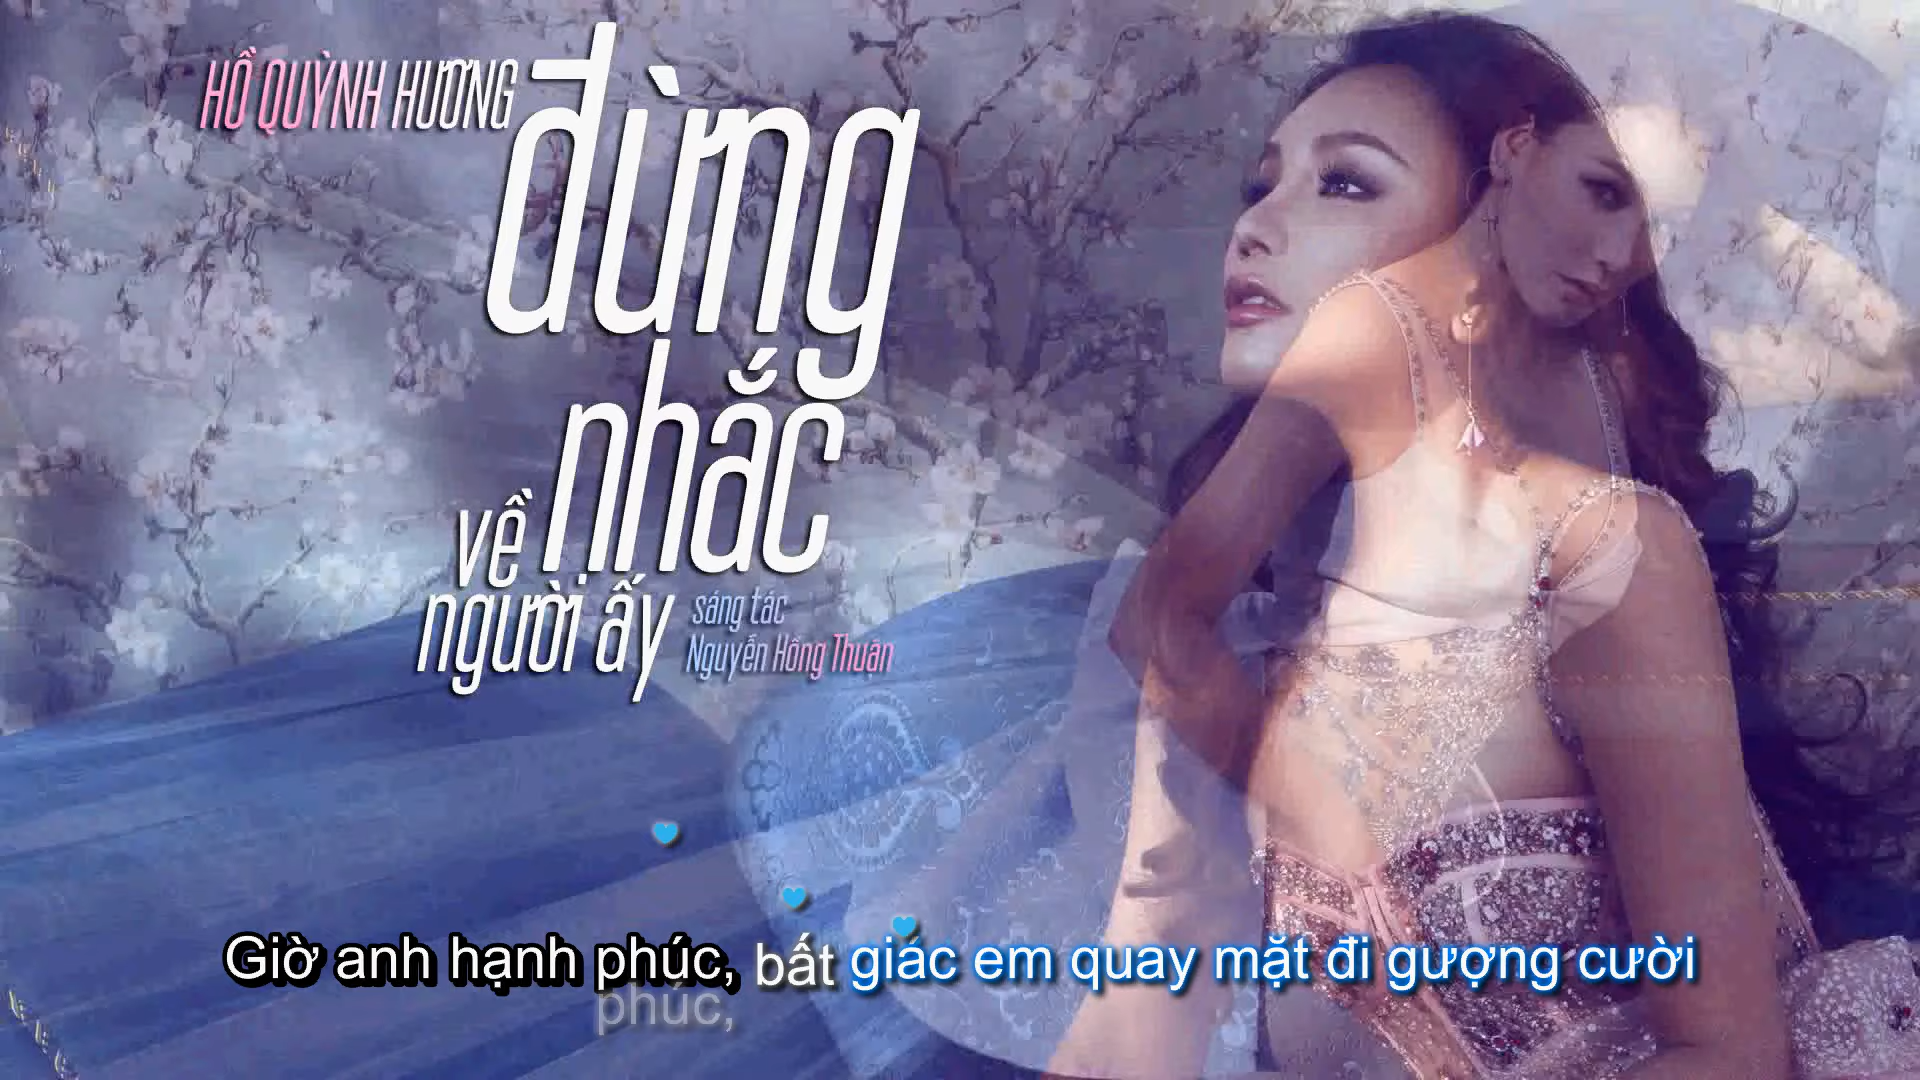 HỒ QUỲNH HƯƠNG
đừng
nhắc
về
người ấy
sáng tác
Nguyễn Hồng Thuận
Giờ anh hạnh phúc, bất giác em quay mặt đi gượng cười
phúc,